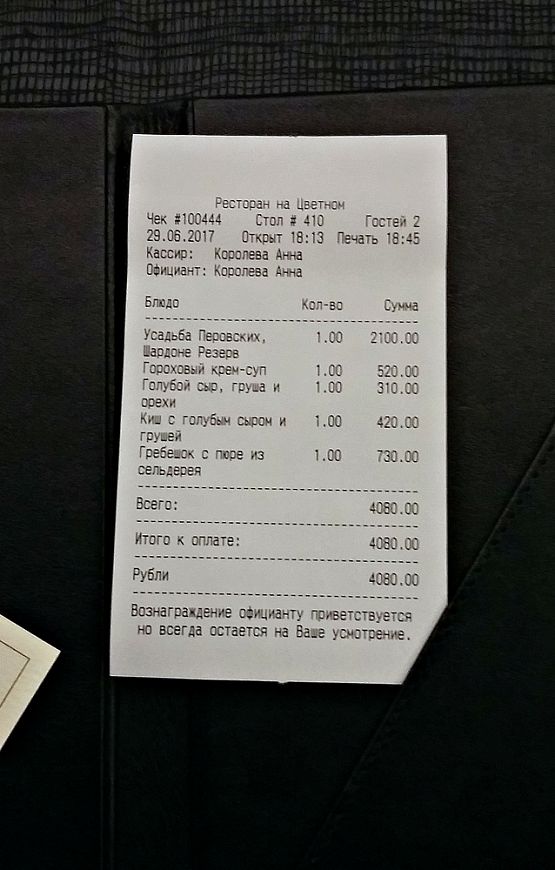 Ресторан на Цветном
Чек #100444 Стол # 410 Гостей 2
29.06.2017 Открыт 18:13 Печать 18:45
Кассир: Королева Анна
Официант: Королева Анна
Блюдо Кол-во Сумма
Усадьба Перовских, 1.00 2100.00
Шардоне Резерв
Гороховый крем-суп 1.00 520.00
Голубой сыр, груша и 1.00 310.00
орехи
Киш с голубым сыром и 1.00 420.00
грушей
Гребешок с пюре из 1.00 730.00
сельдерея
Всего: 4080.00
Итого к оплате: 4080.00
Рубли 4080.00
Вознаграждение официанту приветствуется
но всегда остается на Ваше усмотрение.